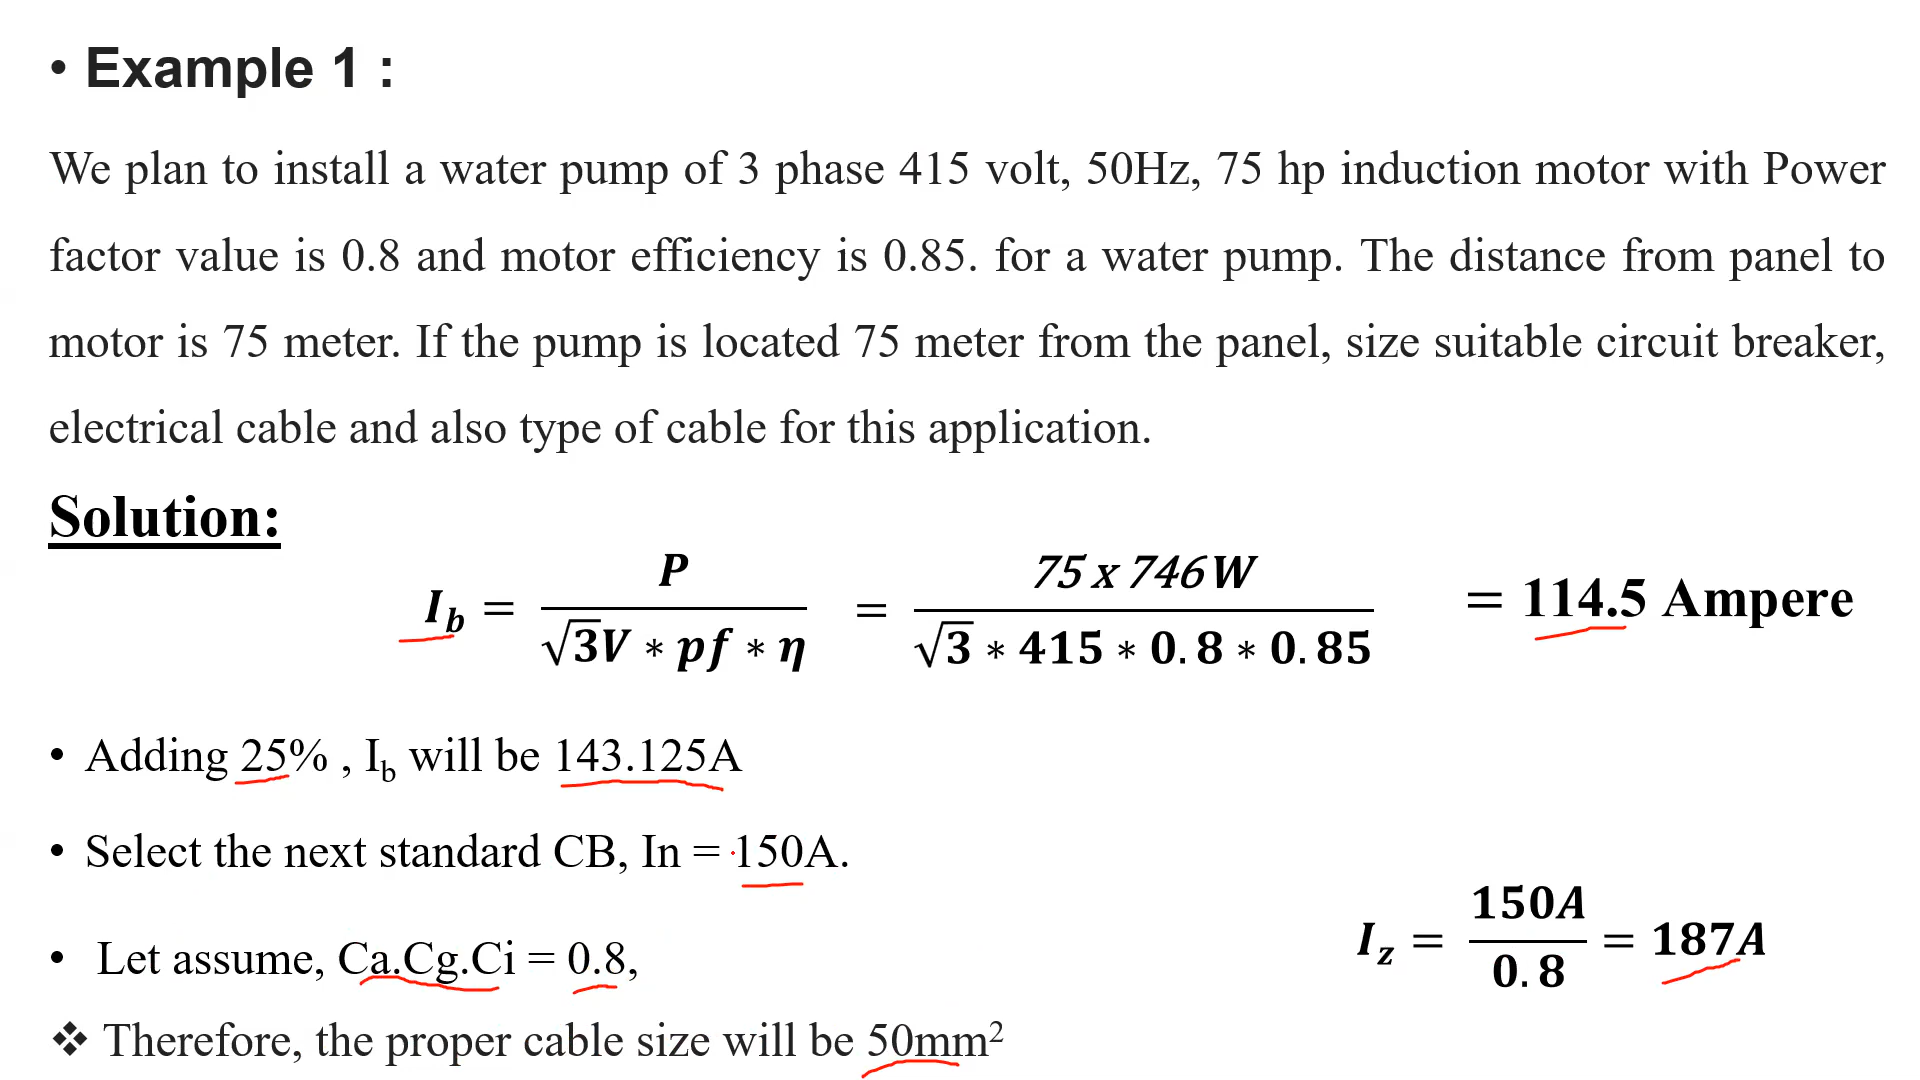 • Example 1 :
We plan to install a water pump of 3 phase 415 volt, 50Hz, 75 hp induction motor with Power
factor value is 0.8 and motor efficiency is 0.85. for a water pump. The distance from panel to
motor is 75 meter. If the pump is located 75 meter from the panel, size suitable circuit breaker,
electrical cable and also type of cable for this application.
Solution:
I_b = P / (√3V * pf * η) = 75 x 746 W / (√3 * 415 * 0.8 * 0.85) = 114.5 Ampere
• Adding 25% , I_b will be 143.125A
• Select the next standard CB, In = 150A.
• Let assume, Ca.Cg.Ci = 0.8,
I_z = 150A / 0.8 = 187A
❖ Therefore, the proper cable size will be 50mm²